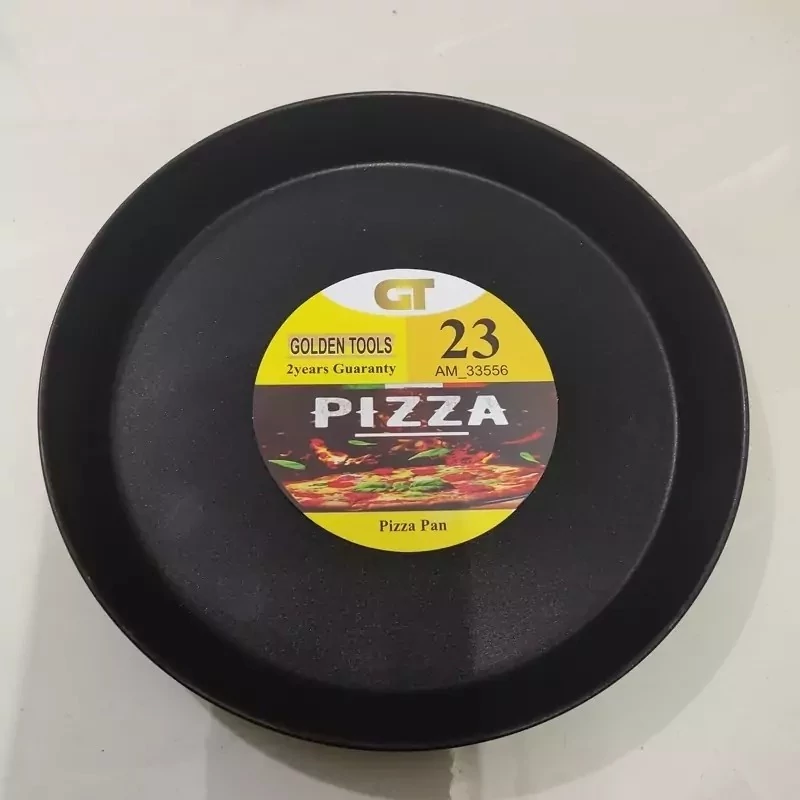 GT
GOLDEN TOOLS
2years Guaranty
23
AM_33556
PIZZA
Pizza Pan